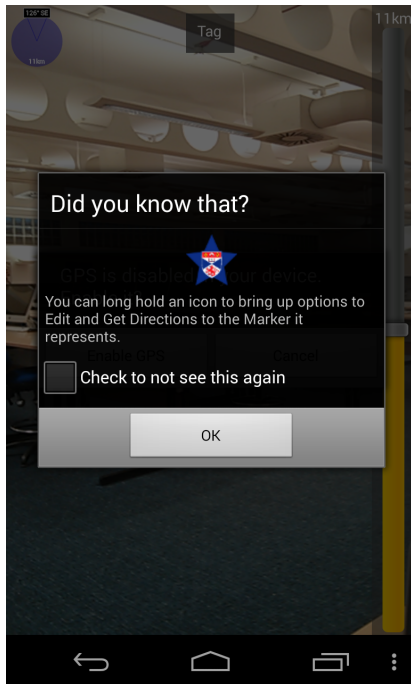 126° SE
11km
Tag
11km
Did you know that?
GPS is disabled your device.
You can long hold an icon to bring up options to
Edit and Get Directions to the Marker it
represents.
Enable GPS
Cancel
Check to not see this again
OK